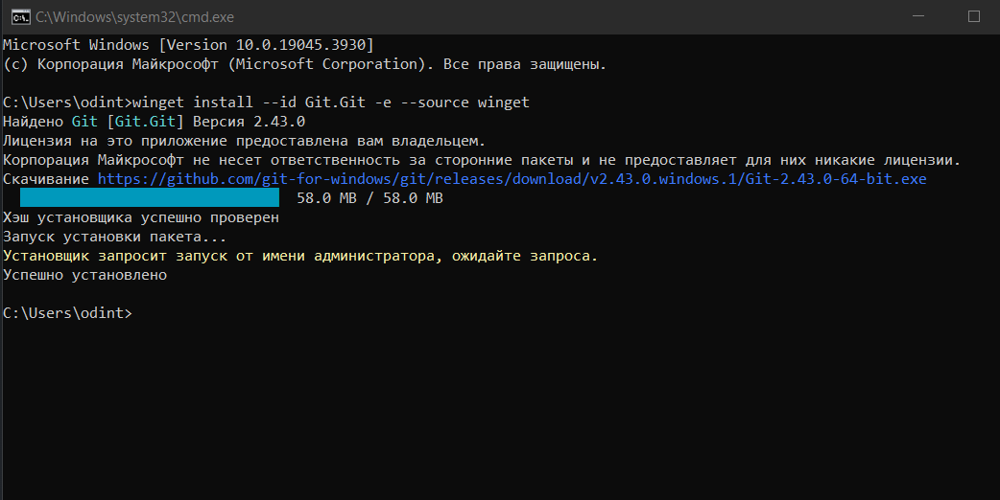 C:\Windows\system32\cmd.exe
Microsoft Windows [Version 10.0.19045.3930]
(c) Корпорация Майкрософт (Microsoft Corporation). Все права защищены.
C:\Users\odint>winget install --id Git.Git -e --source winget
Найдено Git [Git.Git] Версия 2.43.0
Лицензия на это приложение предоставлена вам владельцем.
Корпорация Майкрософт не несет ответственность за сторонние пакеты и не предоставляет для них никакие лицензии.
Скачивание https://github.com/git-for-windows/git/releases/download/v2.43.0.windows.1/Git-2.43.0-64-bit.exe
58.0 MB / 58.0 MB
Хэш установщика успешно проверен
Запуск установки пакета...
Установщик запросит запуск от имени администратора, ожидайте запроса.
Успешно установлено
C:\Users\odint>